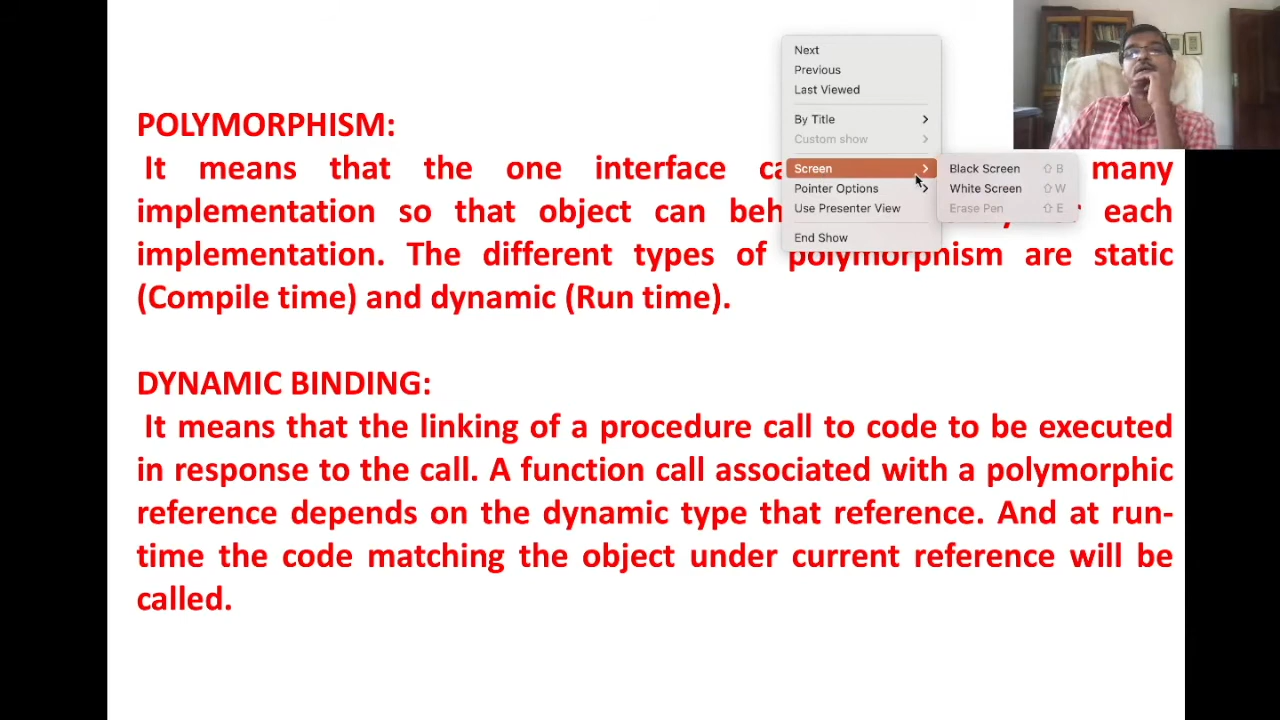 POLYMORPHISM:
It means that the one interface many
implementation so that object can each
implementation. The different types of polymorphism are static
(Compile time) and dynamic (Run time).
DYNAMIC BINDING:
It means that the linking of a procedure call to code to be executed
in response to the call. A function call associated with a polymorphic
reference depends on the dynamic type that reference. And at run-
time the code matching the object under current reference will be
called.
Next
Previous
Last Viewed
By Title
Custom show
Screen
Pointer Options
Use Presenter View
End Show
Black Screen ⇧ B
White Screen ⇧ W
Erase Pen ⇧ E